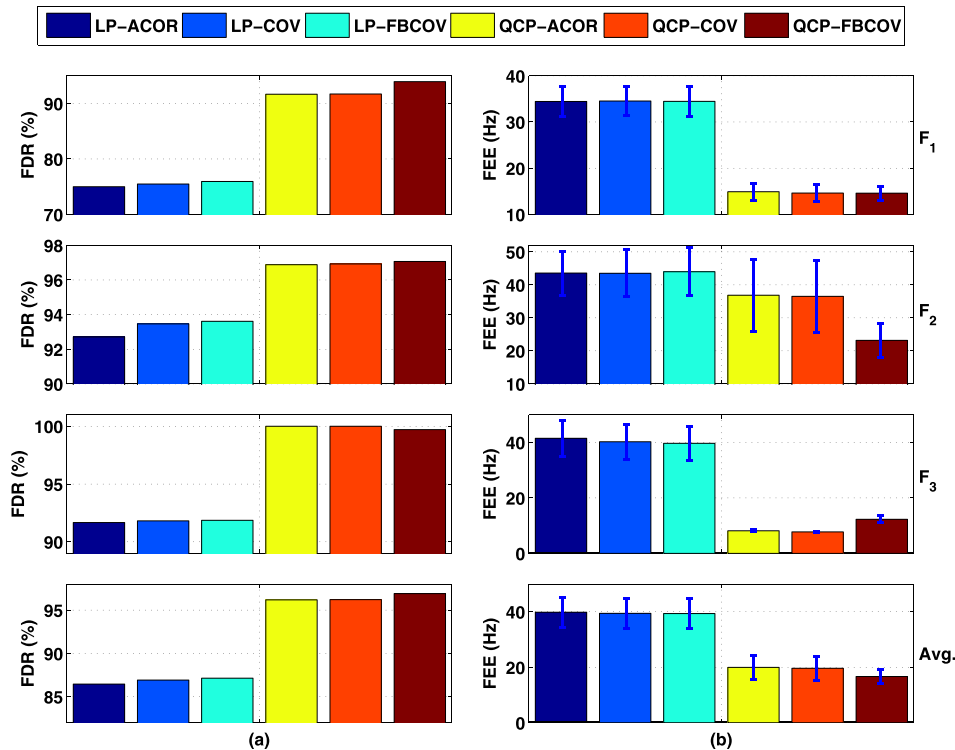 LP-ACOR LP-COV LP-FBCOV QCP-ACOR QCP-COV QCP-FBCOV
FDR (%)
90
80
70
FEE (Hz)
40
30
20
10
F1
FDR (%)
98
96
94
92
90
FEE (Hz)
50
40
30
20
10
F2
FDR (%)
100
95
90
FEE (Hz)
40
20
0
F3
FDR (%)
95
90
85
FEE (Hz)
40
20
0
Avg.
(a)
(b)